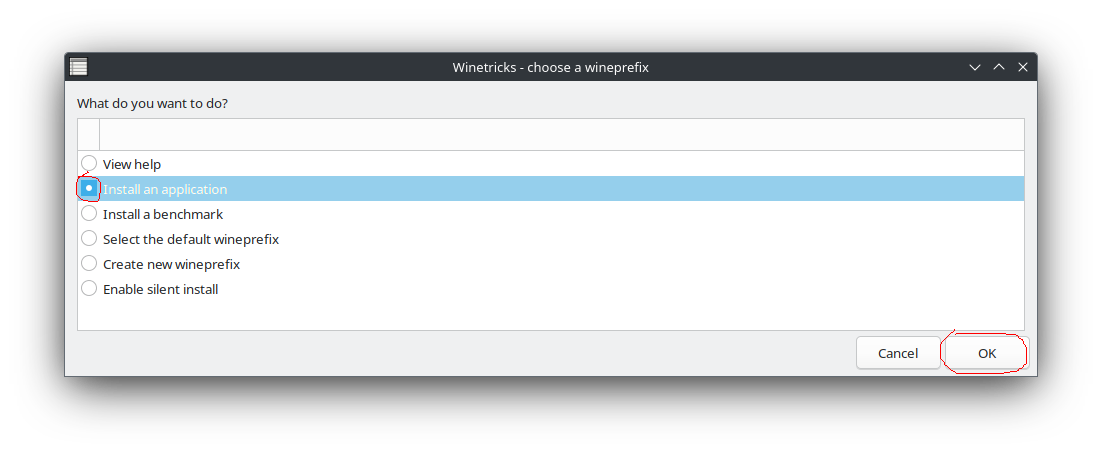 Winetricks - choose a wineprefix
What do you want to do?
View help
Install an application
Install a benchmark
Select the default wineprefix
Create new wineprefix
Enable silent install
Cancel OK